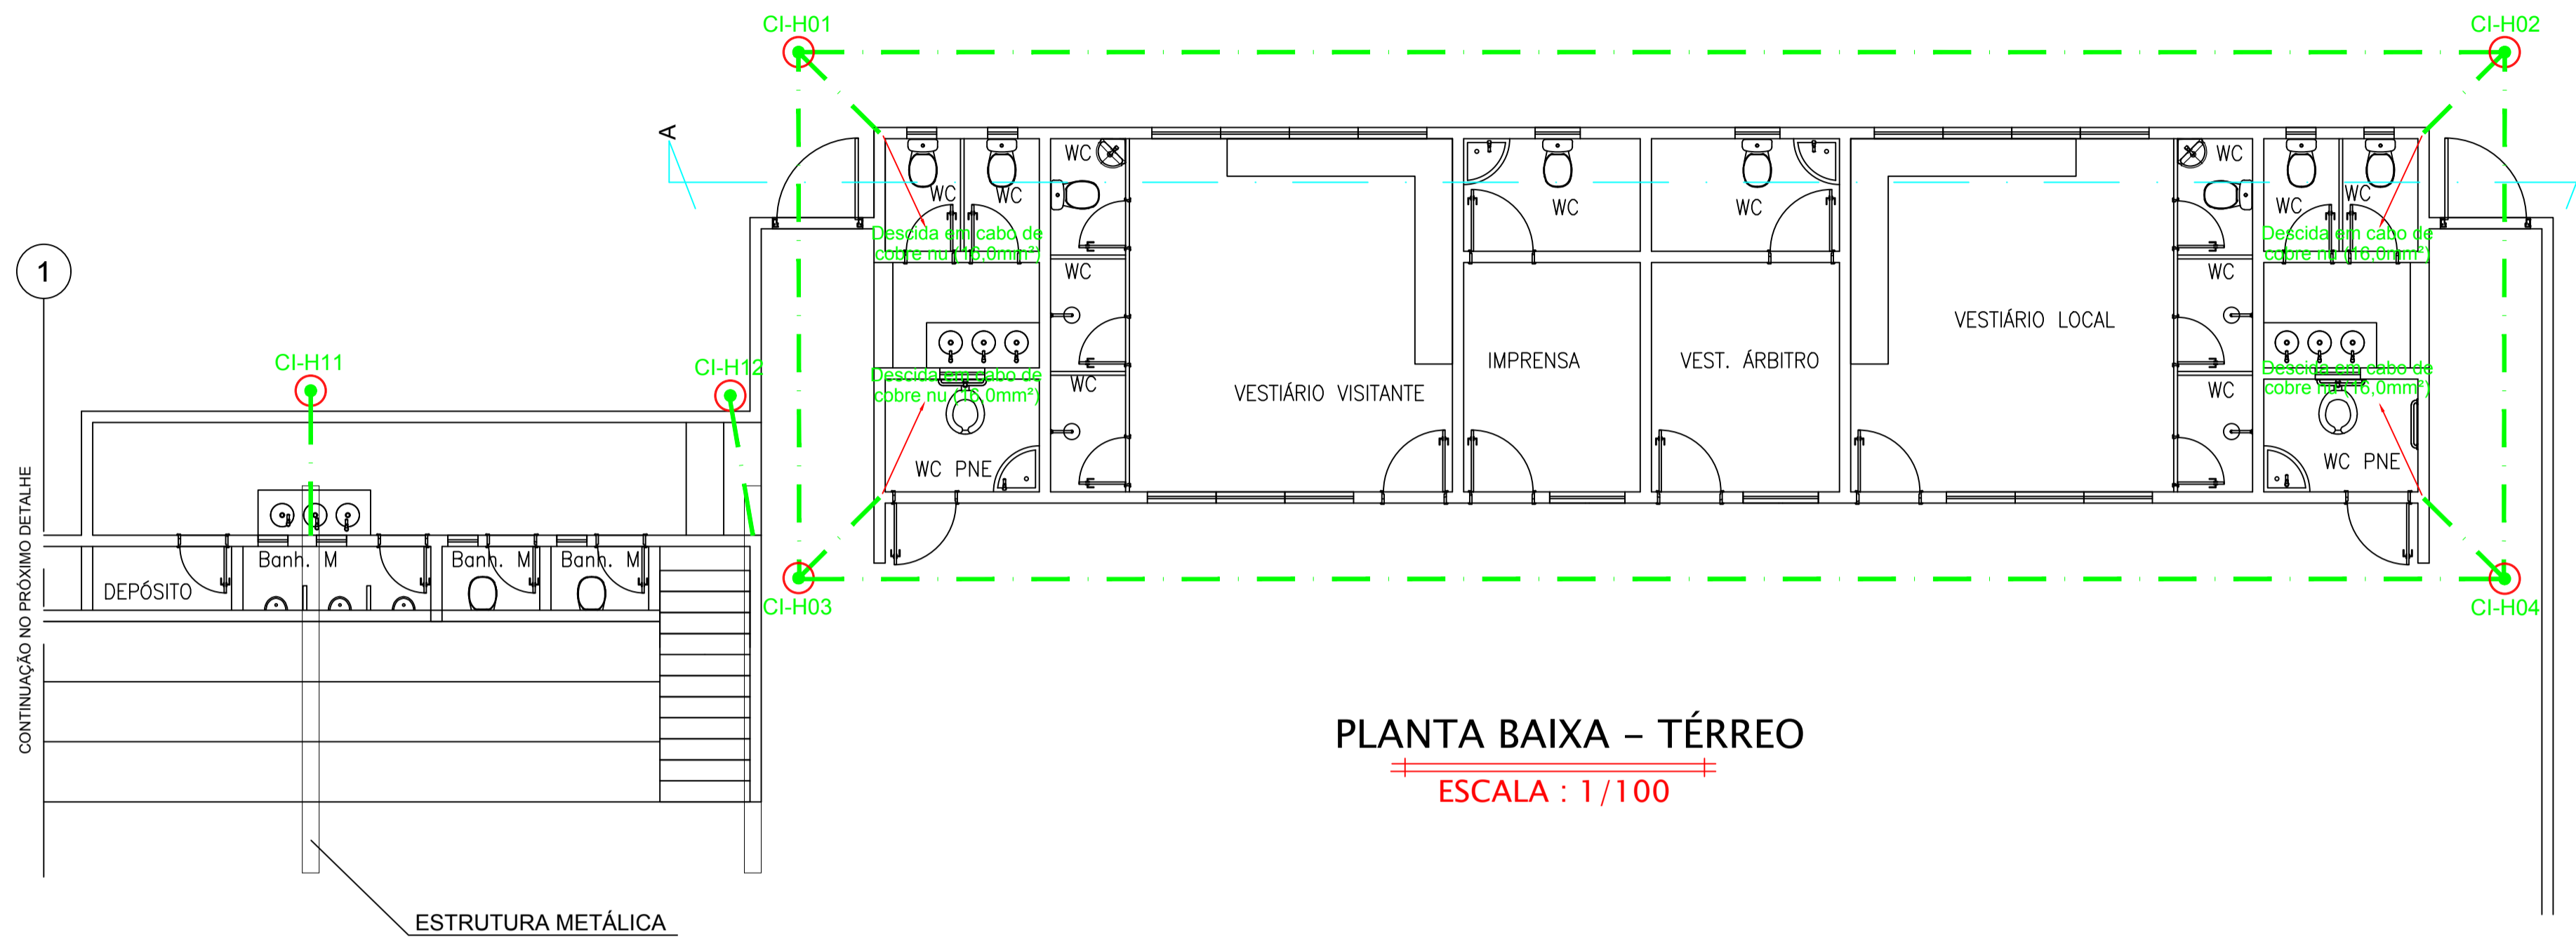 CI-H01
CI-H02
A
WC
WC
WC
WC
WC
WC
WC
WC
Descida em cabo de
cobre nu (16,0mm²)
Descida em cabo de
cobre nu (16,0mm²)
1
WC
WC
VESTIÁRIO LOCAL
IMPRENSA
VEST. ÁRBITRO
CI-H11
CI-H12
Descida em cabo de
cobre nu (16,0mm²)
Descida em cabo de
cobre nu (16,0mm²)
WC
WC
VESTIÁRIO VISITANTE
WC PNE
WC PNE
CONTINUAÇÃO NO PRÓXIMO DETALHE
Banh. M
Banh. M
Banh. M
DEPÓSITO
CI-H03
CI-H04
PLANTA BAIXA – TÉRREO
ESCALA : 1/100
ESTRUTURA METÁLICA